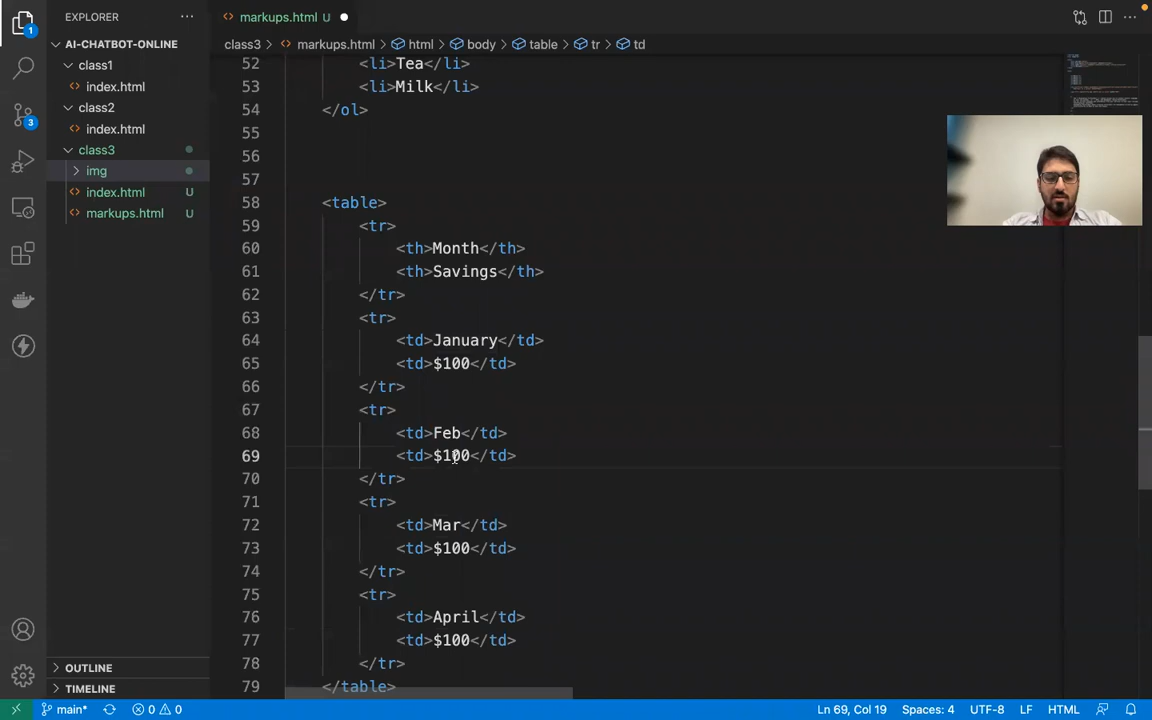 EXPLORER
markups.html U
AI-CHATBOT-ONLINE
class3 > markups.html > html > body > table > tr > td
class1
index.html
class2
index.html
class3
img
index.html U
markups.html U
OUTLINE
TIMELINE
1
3
52 <li>Tea</li>
53 <li>Milk</li>
54 </ol>
55
56
57
58 <table>
59 <tr>
60 <th>Month</th>
61 <th>Savings</th>
62 </tr>
63 <tr>
64 <td>January</td>
65 <td>$100</td>
66 </tr>
67 <tr>
68 <td>Feb</td>
69 <td>$100</td>
70 </tr>
71 <tr>
72 <td>Mar</td>
73 <td>$100</td>
74 </tr>
75 <tr>
76 <td>April</td>
77 <td>$100</td>
78 </tr>
79 </table>
main* 0 0 Ln 69, Col 19 Spaces: 4 UTF-8 LF HTML